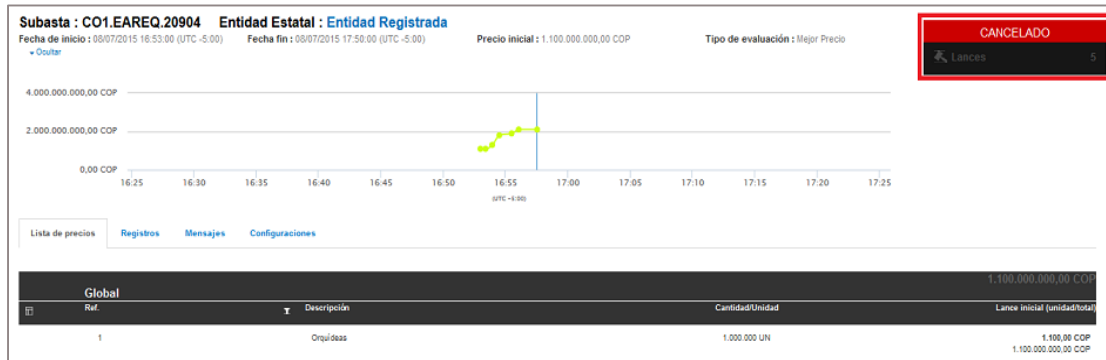 Subasta : CO1.EAREQ.20904 Entidad Estatal : Entidad Registrada
Fecha de inicio : 08/07/2015 16:53:00 (UTC -5:00) Fecha fin : 08/07/2015 17:50:00 (UTC -5:00) Precio inicial : 1.100.000.000,00 COP Tipo de evaluación : Mejor Precio
Ocultar
CANCELADO
Lances 5
4.000.000.000,00 COP
2.000.000.000,00 COP
0,00 COP
16:25 16:30 16:35 16:40 16:45 16:50 16:55 17:00 17:05 17:10 17:15 17:20 17:25
(UTC -5:00)
Lista de precios Registros Mensajes Configuraciones
1.100.000.000,00 COP
Global
Ref. Descripción Cantidad/Unidad Lance inicial (unidad/total)
1 Orquídeas 1.000.000 UN 1.100,00 COP
1.100.000.000,00 COP